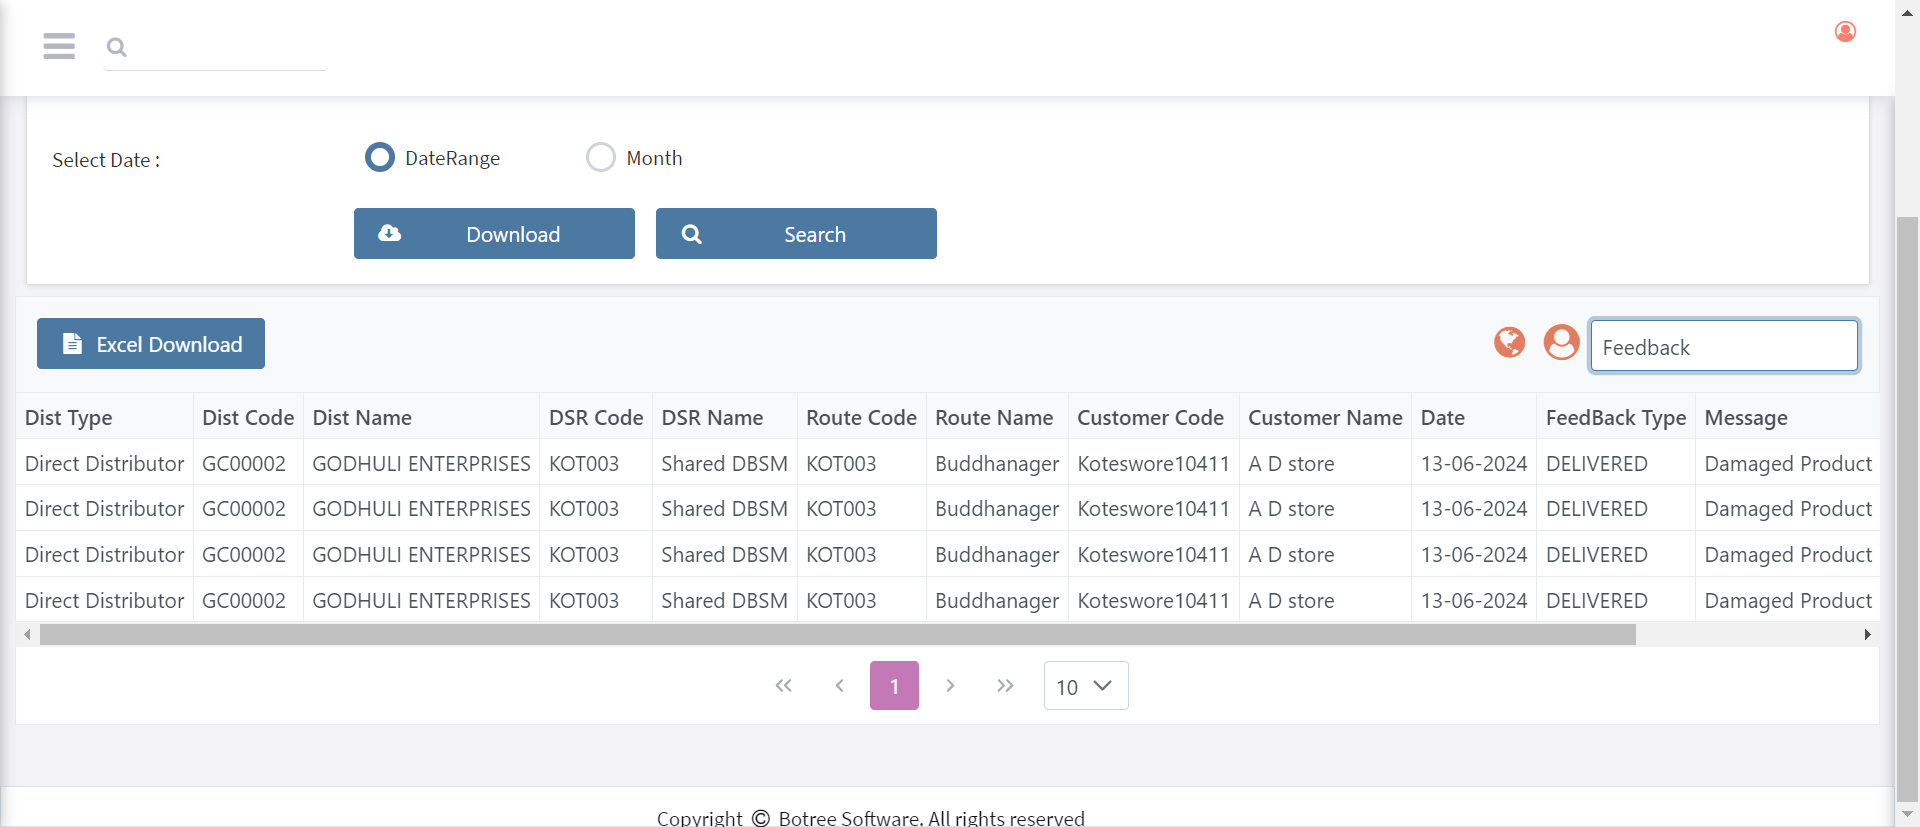 Select Date :
DateRange
Month
Download
Search
Excel Download
Feedback
Dist Type Dist Code Dist Name DSR Code DSR Name Route Code Route Name Customer Code Customer Name Date FeedBack Type Message
Direct Distributor GC00002 GODHULI ENTERPRISES KOT003 Shared DBSM KOT003 Buddhanager Koteswore10411 A D store 13-06-2024 DELIVERED Damaged Product
Direct Distributor GC00002 GODHULI ENTERPRISES KOT003 Shared DBSM KOT003 Buddhanager Koteswore10411 A D store 13-06-2024 DELIVERED Damaged Product
Direct Distributor GC00002 GODHULI ENTERPRISES KOT003 Shared DBSM KOT003 Buddhanager Koteswore10411 A D store 13-06-2024 DELIVERED Damaged Product
Direct Distributor GC00002 GODHULI ENTERPRISES KOT003 Shared DBSM KOT003 Buddhanager Koteswore10411 A D store 13-06-2024 DELIVERED Damaged Product
1
10
Copyright © Botree Software. All rights reserved